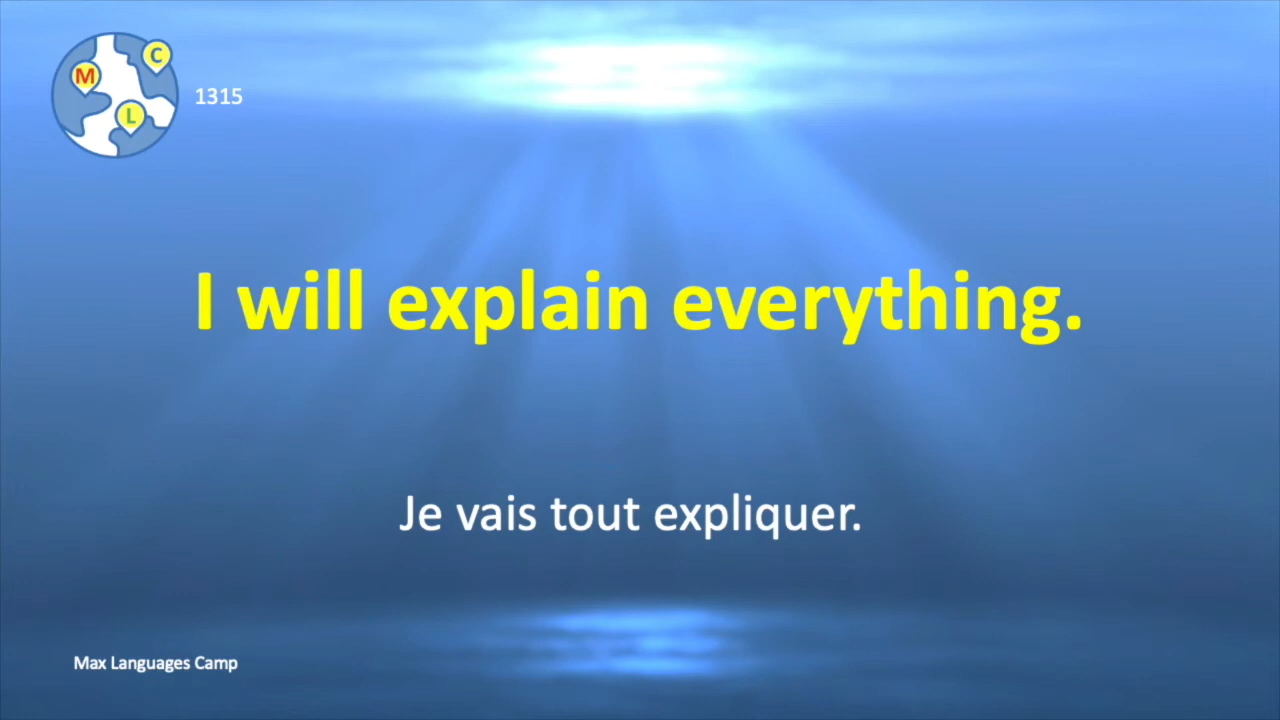 C
M
L
1315
I will explain everything.
Je vais tout expliquer.
Max Languages Camp